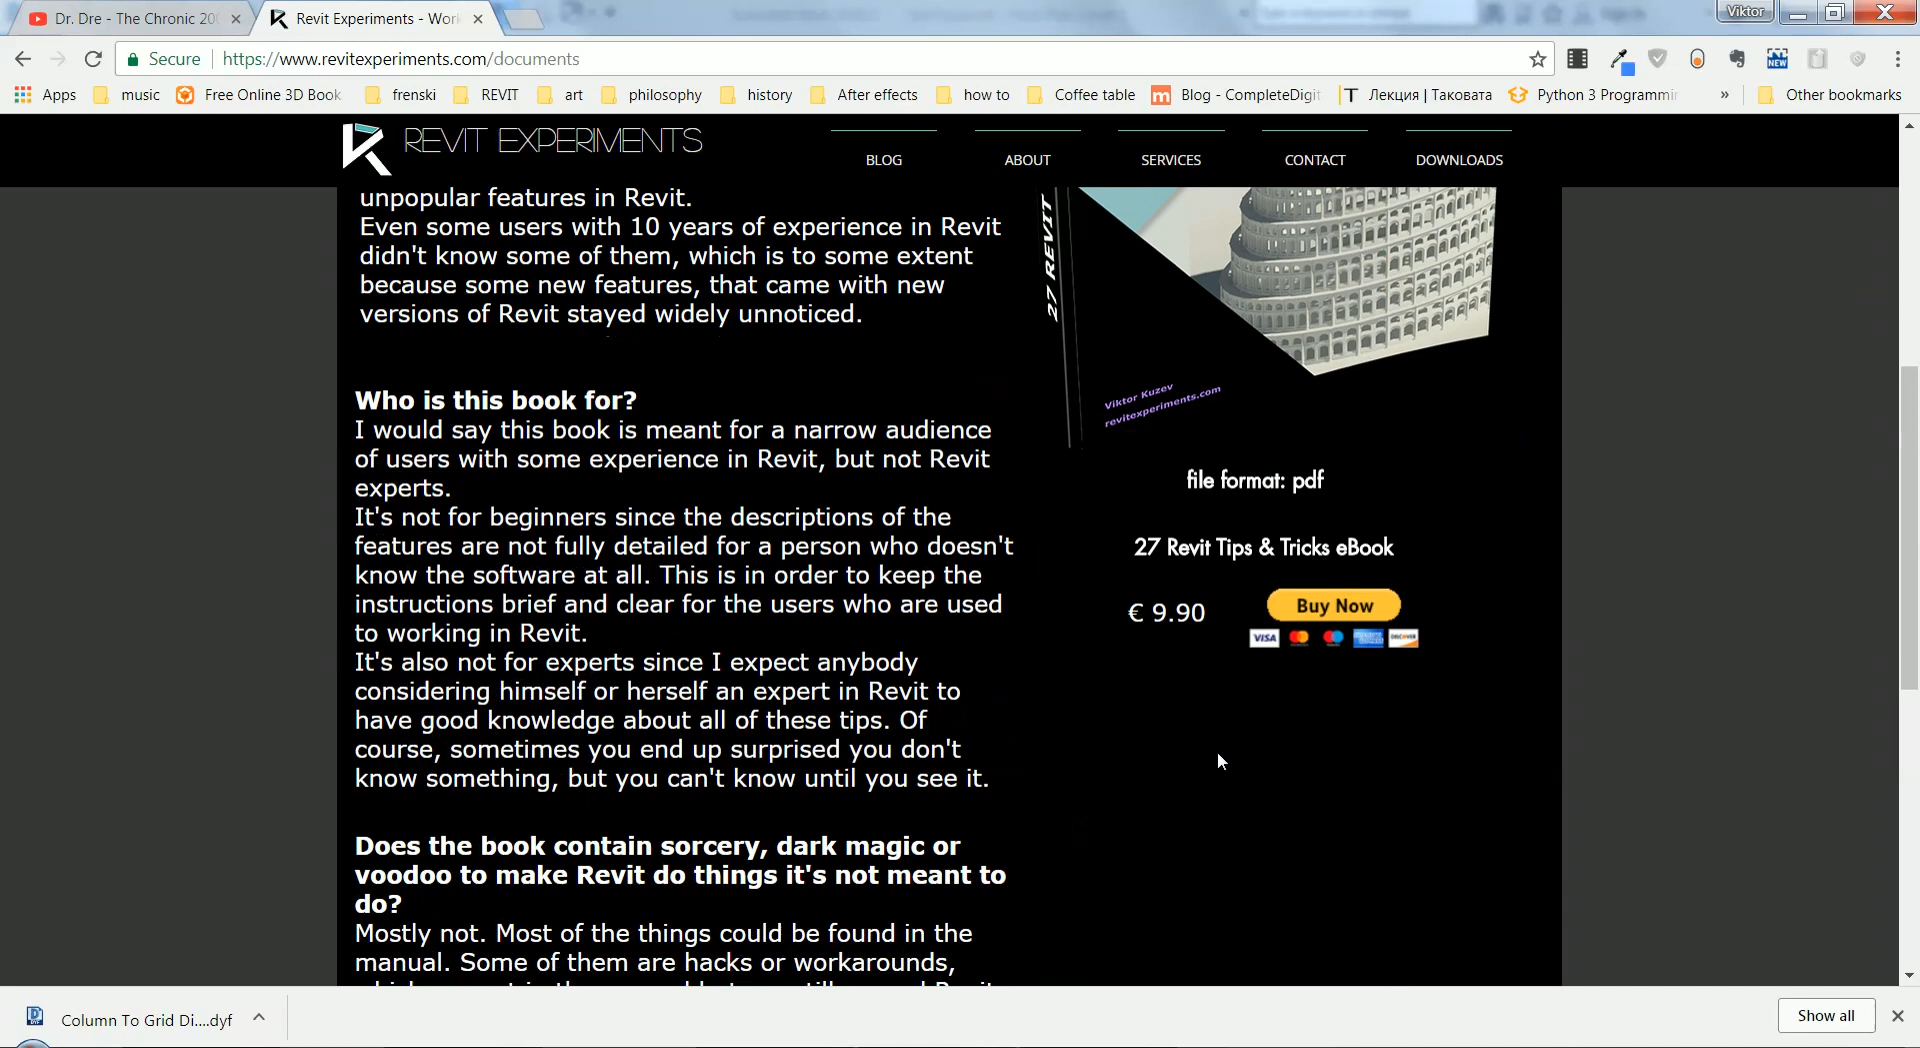 Dr. Dre - The Chronic 200
Revit Experiments - Work
Viktor
Secure
https://www.revitexperiments.com/documents
NEW
Apps
music
Free Online 3D Book
frenski
REVIT
art
philosophy
history
After effects
how to
Coffee table
Blog - CompleteDigit
Лекция | Таковата
Python 3 Programmin
»
Other bookmarks
REVIT EXPERIMENTS
BLOG
ABOUT
SERVICES
CONTACT
DOWNLOADS
unpopular features in Revit.
Even some users with 10 years of experience in Revit
didn't know some of them, which is to some extent
because some new features, that came with new
versions of Revit stayed widely unnoticed.
Who is this book for?
I would say this book is meant for a narrow audience
of users with some experience in Revit, but not Revit
experts.
It's not for beginners since the descriptions of the
features are not fully detailed for a person who doesn't
know the software at all. This is in order to keep the
instructions brief and clear for the users who are used
to working in Revit.
It's also not for experts since I expect anybody
considering himself or herself an expert in Revit to
have good knowledge about all of these tips. Of
course, sometimes you end up surprised you don't
know something, but you can't know until you see it.
Does the book contain sorcery, dark magic or
voodoo to make Revit do things it's not meant to
do?
Mostly not. Most of the things could be found in the
manual. Some of them are hacks or workarounds,
27 REVIT
Viktor Kuzev
revitexperiments.com
file format: pdf
27 Revit Tips & Tricks eBook
€ 9.90
Buy Now
VISA
DISCOVER
Column To Grid Di....dyf
Show all